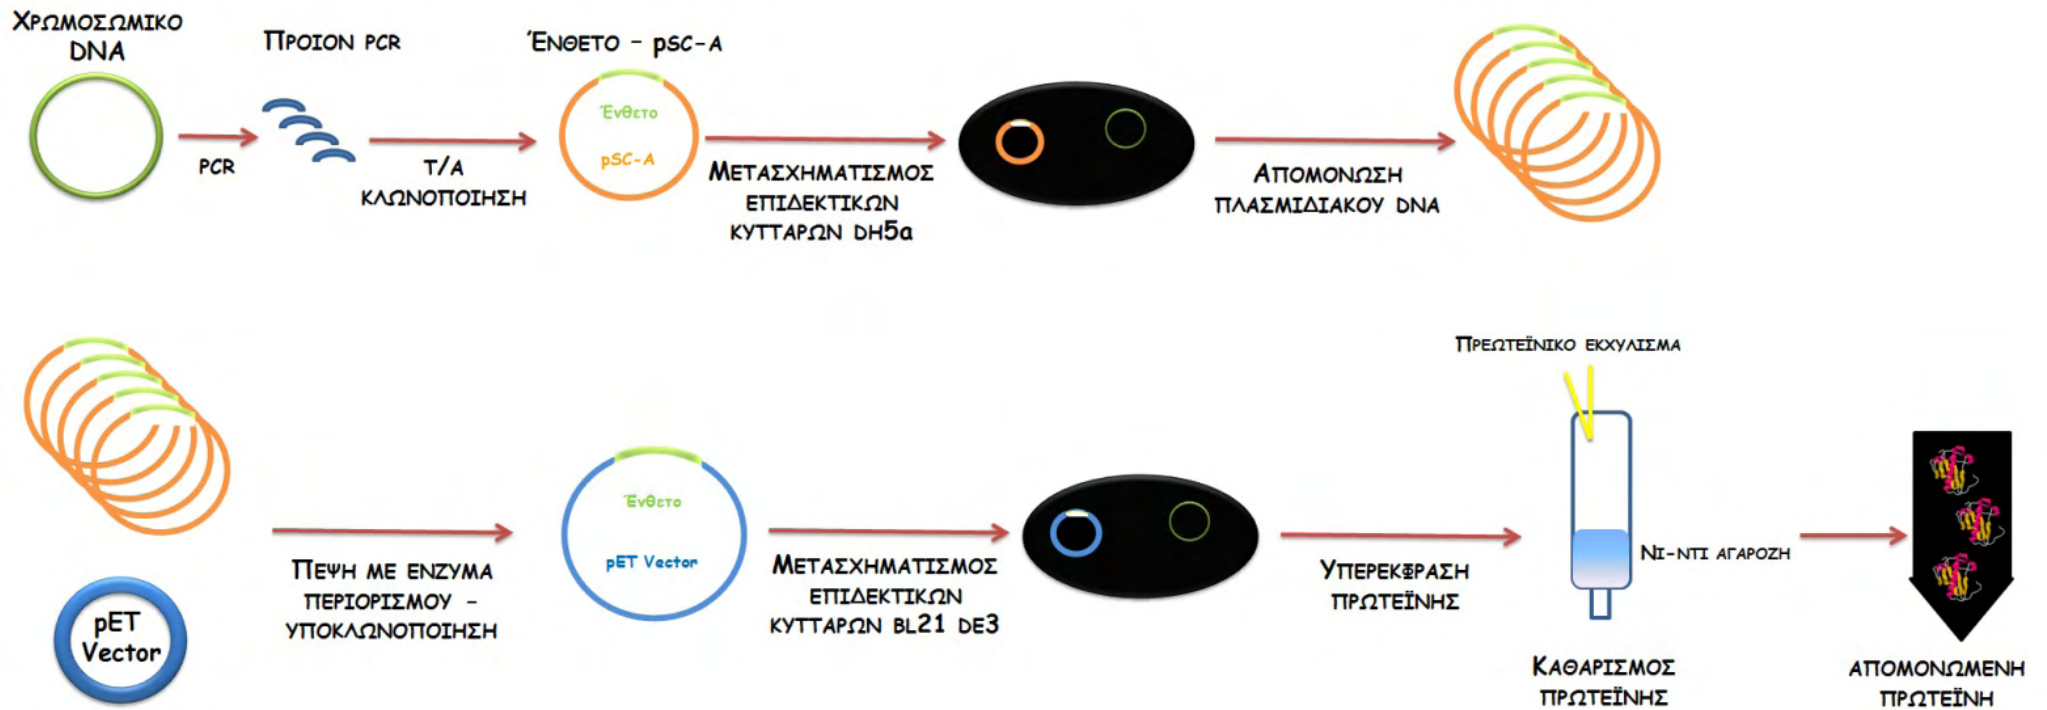 ΧΡΩΜΟΣΩΜΙΚΟ
DNA
ΠΡΟΙΟΝ PCR
ΈΝΘΕΤΟ – pSC-A
Ένθετο
pSC-A
PCR
Τ/Α
ΚΛΩΝΟΠΟΙΗΣΗ
ΜΕΤΑΣΧΗΜΑΤΙΣΜΟΣ
ΕΠΙΔΕΚΤΙΚΩΝ
ΚΥΤΤΑΡΩΝ DH5a
ΑΠΟΜΟΝΩΣΗ
ΠΛΑΣΜΙΔΙΑΚΟΥ DNA
pET
Vector
ΠΕΨΗ ΜΕ ΕΝΖΥΜΑ
ΠΕΡΙΟΡΙΣΜΟΥ –
ΥΠΟΚΛΩΝΟΠΟΙΗΣΗ
Ένθετο
pET Vector
ΜΕΤΑΣΧΗΜΑΤΙΣΜΟΣ
ΕΠΙΔΕΚΤΙΚΩΝ
ΚΥΤΤΑΡΩΝ BL21 DE3
ΥΠΕΡΕΚΦΡΑΣΗ
ΠΡΩΤΕΪΝΗΣ
ΠΡΕΩΤΕΪΝΙΚΟ ΕΚΧΥΛΙΣΜΑ
ΝΙ-ΝΤΙ ΑΓΑΡΟΖΗ
ΚΑΘΑΡΙΣΜΟΣ
ΠΡΩΤΕΪΝΗΣ
ΑΠΟΜΟΝΩΜΕΝΗ
ΠΡΩΤΕΪΝΗ